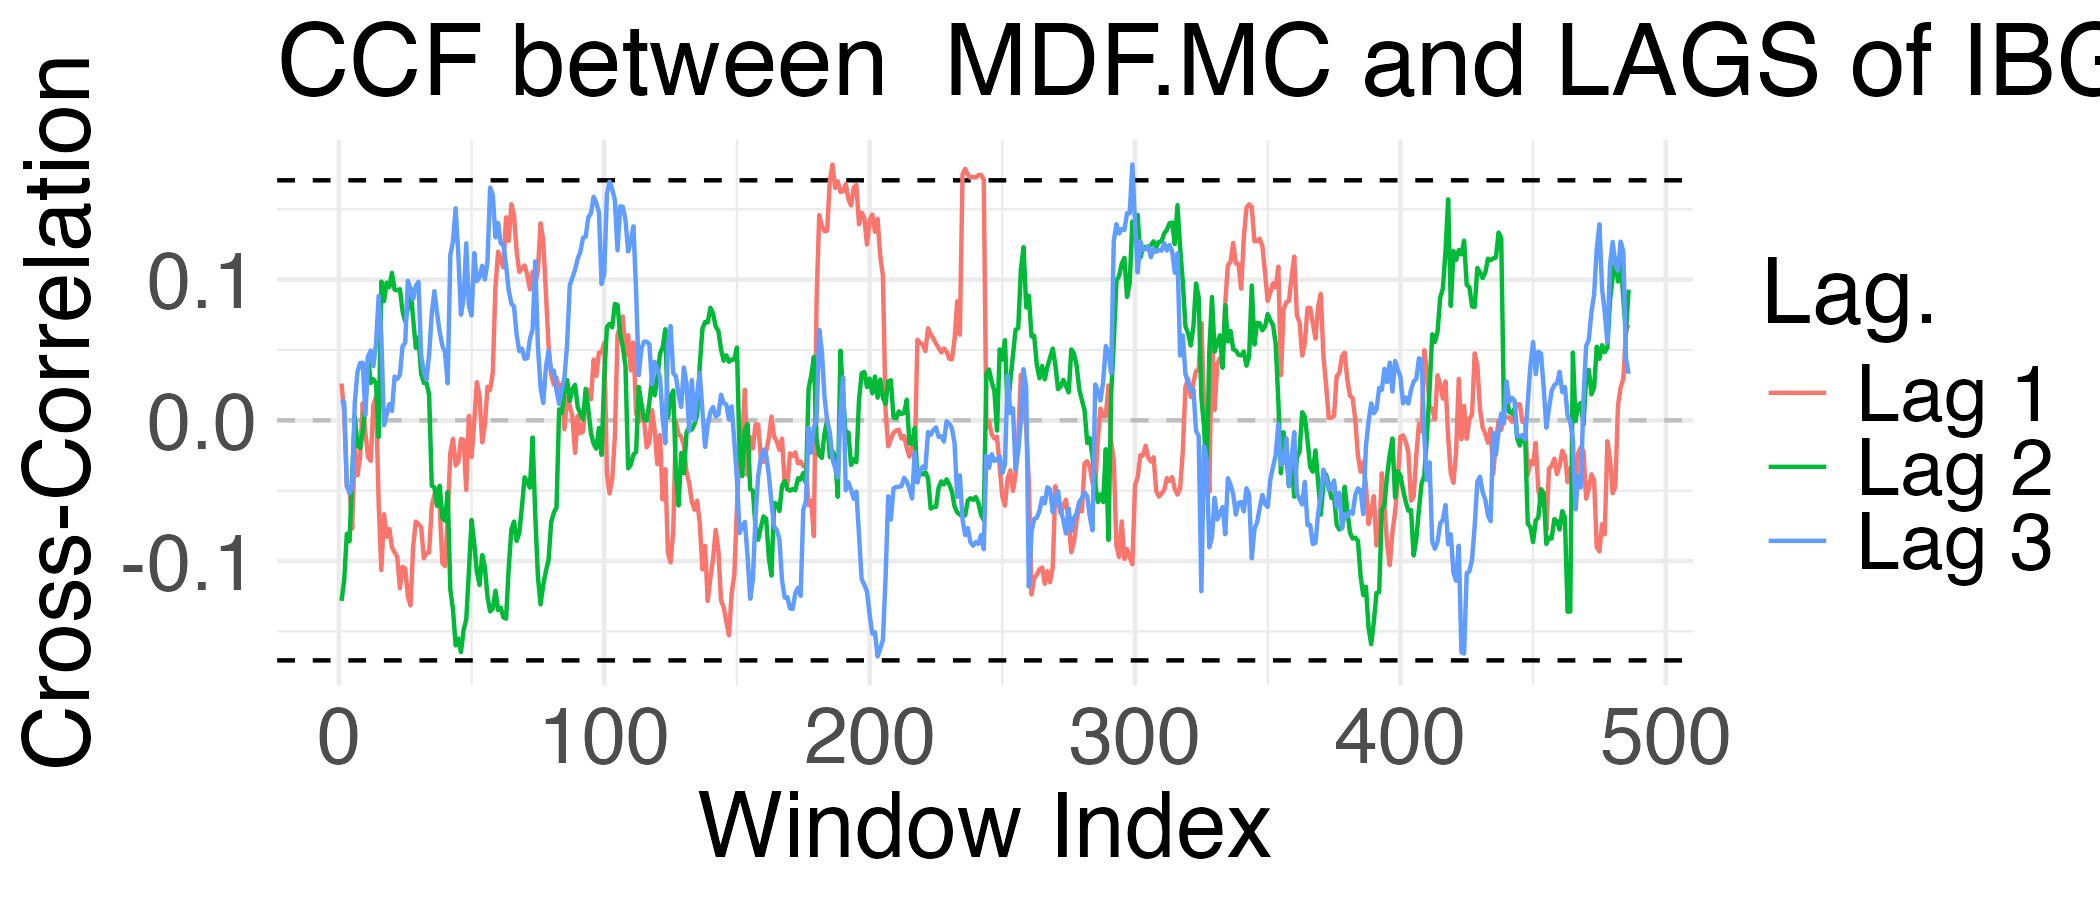 CCF between  MDF.MC and LAGS of IBG
Cross-Correlation
0.1
0.0
-0.1
0 100 200 300 400 500
Window Index
Lag.
Lag 1
Lag 2
Lag 3